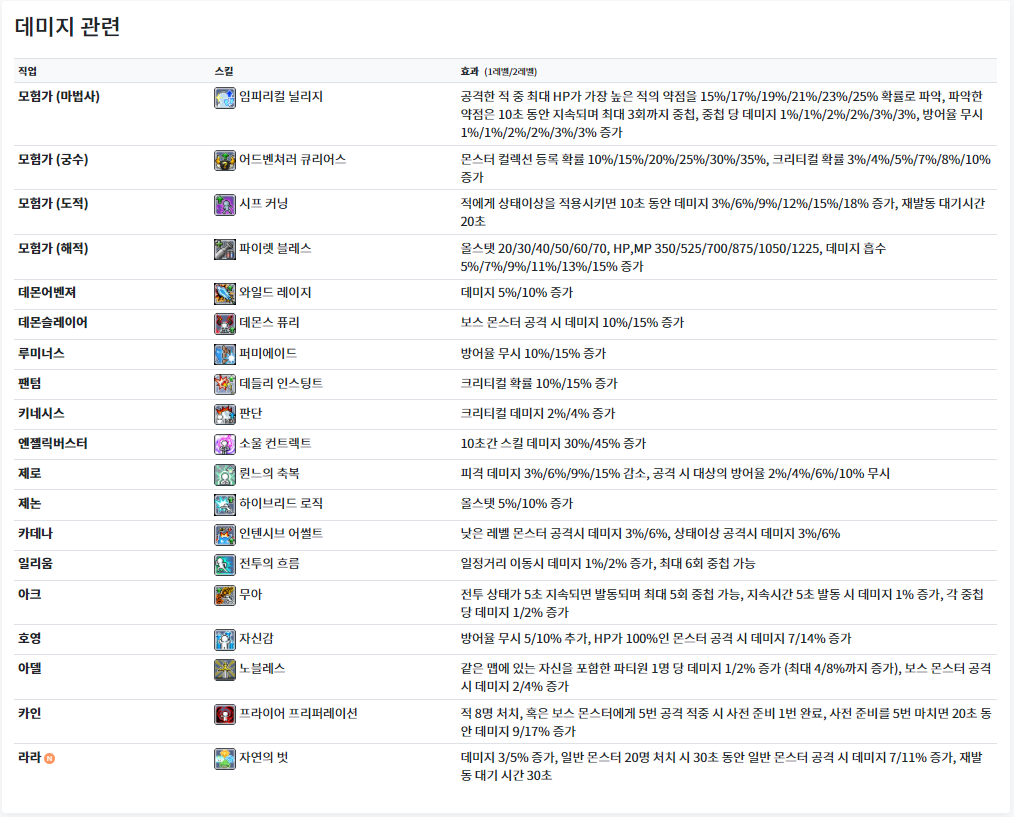 데미지 관련
직업 스킬 효과 (1레벨/2레벨)
모험가 (마법사) 임피리컬 널리지 공격한 적 중 최대 HP가 가장 높은 적의 약점을 15%/17%/19%/21%/23%/25% 확률로 파악, 파악한
약점은 10초 동안 지속되며 최대 3회까지 중첩, 중첩 당 데미지 1%/1%/2%/2%/3%/3%, 방어율 무시
1%/1%/2%/2%/3%/3% 증가
모험가 (궁수) 어드벤쳐러 큐리어스 몬스터 컬렉션 등록 확률 10%/15%/20%/25%/30%/35%, 크리티컬 확률 3%/4%/5%/7%/8%/10%
증가
모험가 (도적) 시프 커닝 적에게 상태이상을 적용시키면 10초 동안 데미지 3%/6%/9%/12%/15%/18% 증가, 재발동 대기시간
20초
모험가 (해적) 파이렛 블레스 올스탯 20/30/40/50/60/70, HP,MP 350/525/700/875/1050/1225, 데미지 흡수
5%/7%/9%/11%/13%/15% 증가
데몬어벤져 와일드 레이지 데미지 5%/10% 증가
데몬슬레이어 데몬스 퓨리 보스 몬스터 공격 시 데미지 10%/15% 증가
루미너스 퍼미에이드 방어율 무시 10%/15% 증가
팬텀 데들리 인스팅트 크리티컬 확률 10%/15% 증가
키네시스 판단 크리티컬 데미지 2%/4% 증가
엔젤릭버스터 소울 컨트렉트 10초간 스킬 데미지 30%/45% 증가
제로 륀느의 축복 피격 데미지 3%/6%/9%/15% 감소, 공격 시 대상의 방어율 2%/4%/6%/10% 무시
제논 하이브리드 로직 올스탯 5%/10% 증가
카데나 인텐시브 어썰트 낮은 레벨 몬스터 공격시 데미지 3%/6%, 상태이상 공격시 데미지 3%/6%
일리움 전투의 흐름 일정거리 이동시 데미지 1%/2% 증가, 최대 6회 중첩 가능
아크 무아 전투 상태가 5초 지속되면 발동되며 최대 5회 중첩 가능, 지속시간 5초 발동 시 데미지 1% 증가, 각 중첩
당 데미지 1/2% 증가
호영 자신감 방어율 무시 5/10% 추가, HP가 100%인 몬스터 공격 시 데미지 7/14% 증가
아델 노블레스 같은 맵에 있는 자신을 포함한 파티원 1명 당 데미지 1/2% 증가 (최대 4/8%까지 증가), 보스 몬스터 공격
시 데미지 2/4% 증가
카인 프라이어 프리퍼레이션 적 8명 처치, 혹은 보스 몬스터에게 5번 공격 적중 시 사전 준비 1번 완료, 사전 준비를 5번 마치면 20초 동
안 데미지 9/17% 증가
라라 N 자연의 벗 데미지 3/5% 증가, 일반 몬스터 20명 처치 시 30초 동안 일반 몬스터 공격 시 데미지 7/11% 증가, 재발
동 대기 시간 30초